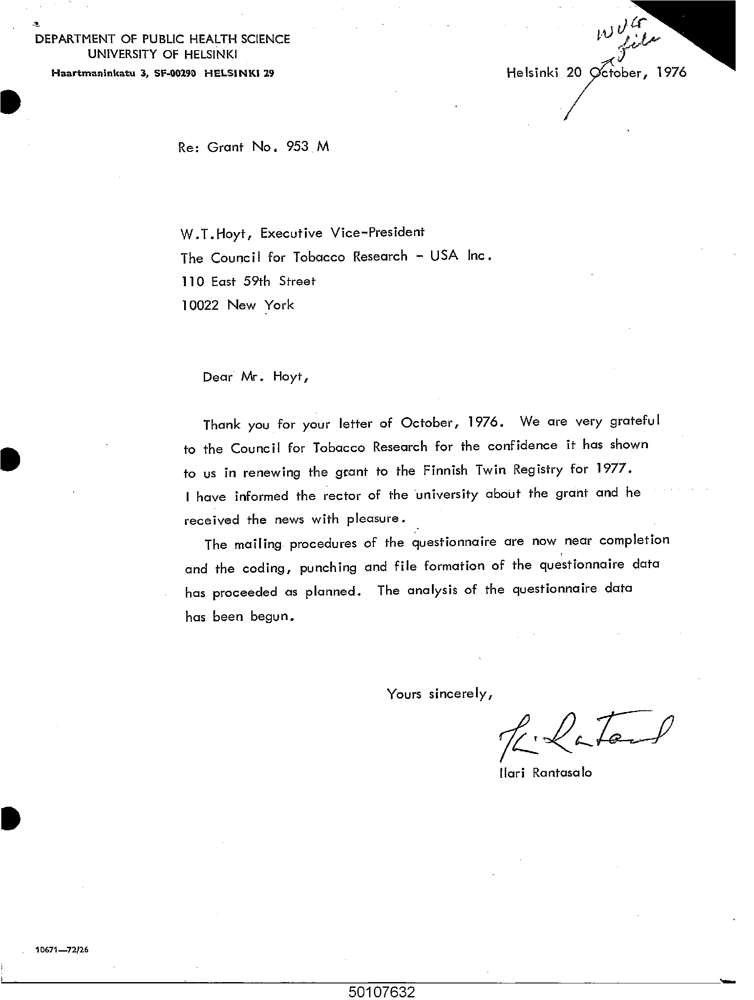 DEPARTMENT OF PUBLIC HEALTH SCIENCE
UNIVERSITY OF HELSINKI
Haartmaninkatu 3, SF-00290 HELSINKI 29
file
Helsinki 20 October, 1976
Re: Grant No. 953 M
W.T.Hoyt, Executive Vice-President
The Council for Tobacco Research - USA Inc.
110 East 59th Street
10022 New York
Dear Mr. Hoyt,
Thank you for your letter of October, 1976. We are very grateful
to the Council for Tobacco Research for the confidence it has shown
to us in renewing the grant to the Finnish Twin Registry for 1977.
I have informed the rector of the university about the grant and he
received the news with pleasure.
The mailing procedures of the questionnaire are now near completion
and the coding, punching and file formation of the questionnaire data
has proceeded as planned. The analysis of the questionnaire data
has been begun.
Yours sincerely,
Ilari Rantasalo
10671—72/26
50107632